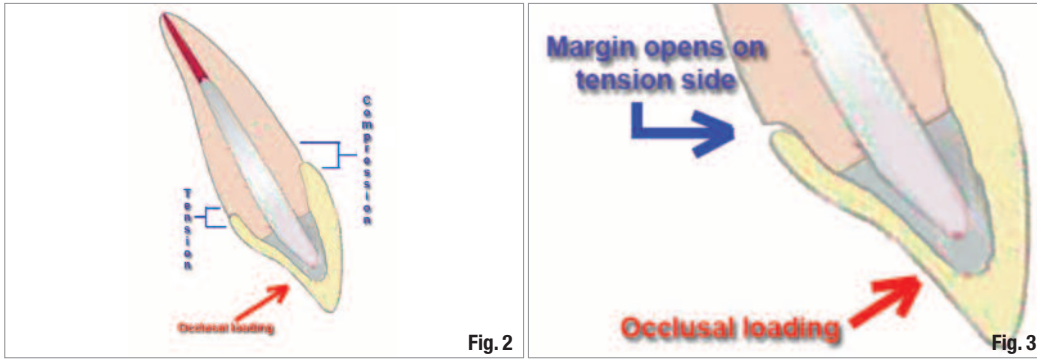 Compression
Tension
Occlusal loading
Fig. 2
Margin opens on
tension side
Occlusal loading
Fig. 3